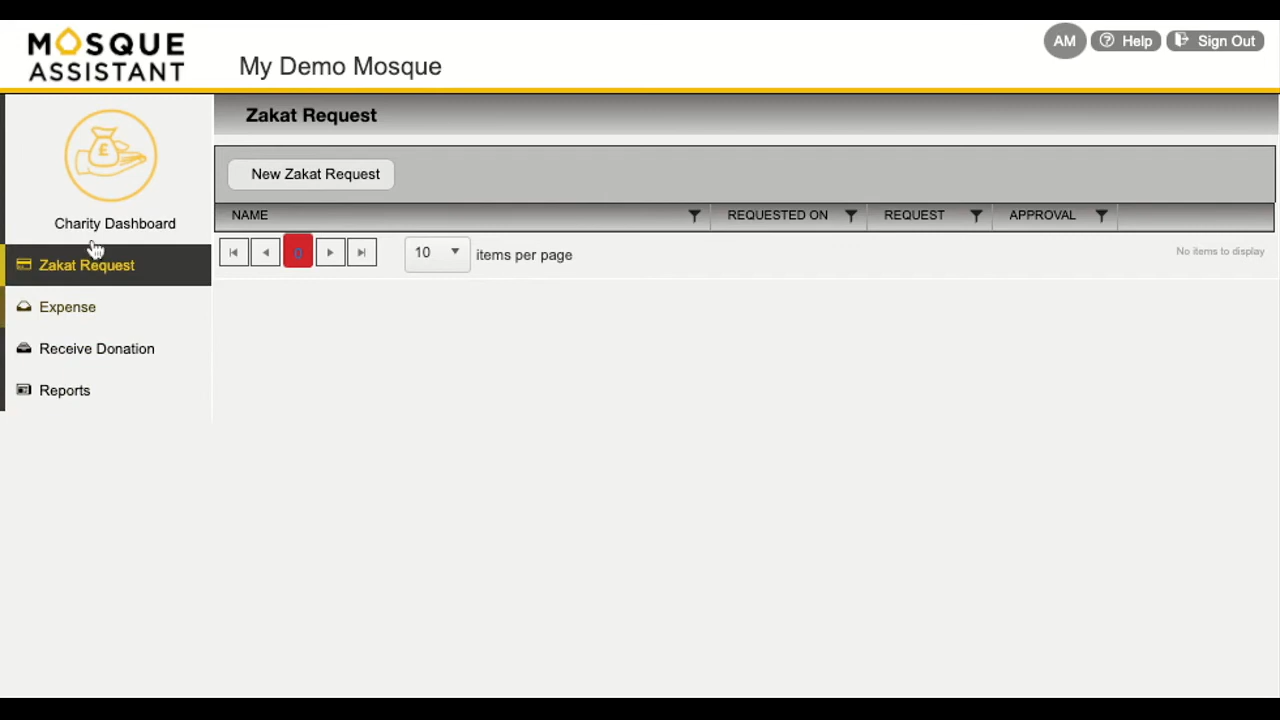 MOSQUE
ASSISTANT
My Demo Mosque
AM
Help
Sign Out
£
Charity Dashboard
Zakat Request
Expense
Receive Donation
Reports
Zakat Request
New Zakat Request
NAME
REQUESTED ON
REQUEST
APPROVAL
0
10
items per page
No items to display